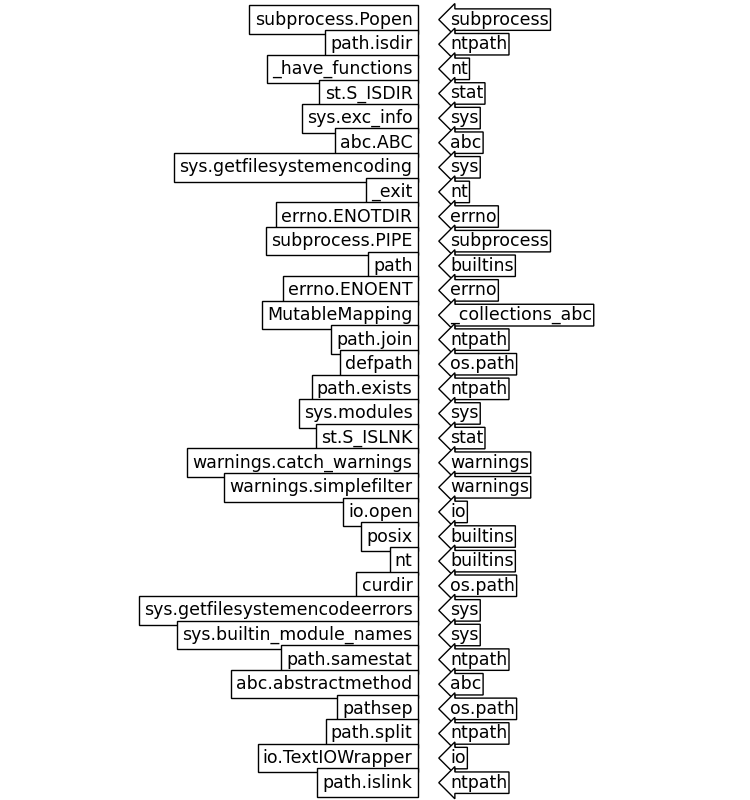 subprocess.Popen subprocess
path.isdir ntpath
_have_functions nt
st.S_ISDIR stat
sys.exc_info sys
abc.ABC abc
sys.getfilesystemencoding sys
_exit nt
errno.ENOTDIR errno
subprocess.PIPE subprocess
path builtins
errno.ENOENT errno
MutableMapping _collections_abc
path.join ntpath
defpath os.path
path.exists ntpath
sys.modules sys
st.S_ISLNK stat
warnings.catch_warnings warnings
warnings.simplefilter warnings
io.open io
posix builtins
nt builtins
curdir os.path
sys.getfilesystemencodeerrors sys
sys.builtin_module_names sys
path.samestat ntpath
abc.abstractmethod abc
pathsep os.path
path.split ntpath
io.TextIOWrapper io
path.islink ntpath